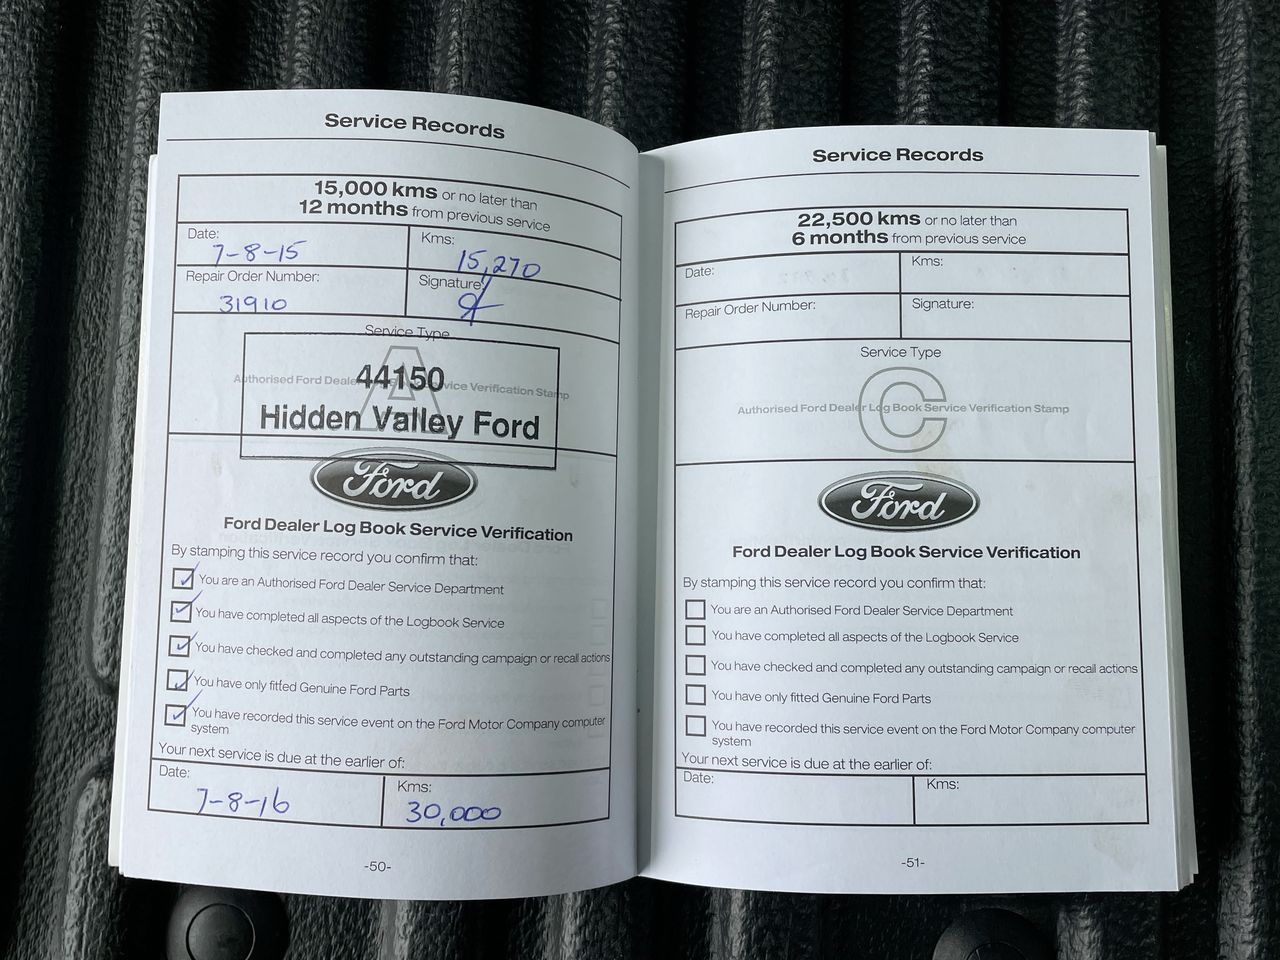 Service Records
15,000 kms or no later than
12 months from previous service
Date:
7-8-15
Kms:
15,270
Repair Order Number:
31910
Signature:
Service Type
A
Authorised Ford Dealer Log Book Service Verification Stamp
44150
Hidden Valley Ford
Ford
Ford Dealer Log Book Service Verification
By stamping this service record you confirm that:
You are an Authorised Ford Dealer Service Department
You have completed all aspects of the Logbook Service
You have checked and completed any outstanding campaign or recall actions
You have only fitted Genuine Ford Parts
You have recorded this service event on the Ford Motor Company computer
system
Your next service is due at the earlier of:
Date:
7-8-16
Kms:
30,000
-50-
Service Records
22,500 kms or no later than
6 months from previous service
Date:
Kms:
Repair Order Number:
Signature:
Service Type
C
Authorised Ford Dealer Log Book Service Verification Stamp
Ford
Ford Dealer Log Book Service Verification
By stamping this service record you confirm that:
You are an Authorised Ford Dealer Service Department
You have completed all aspects of the Logbook Service
You have checked and completed any outstanding campaign or recall actions
You have only fitted Genuine Ford Parts
You have recorded this service event on the Ford Motor Company computer
system
Your next service is due at the earlier of:
Date:
Kms:
-51-